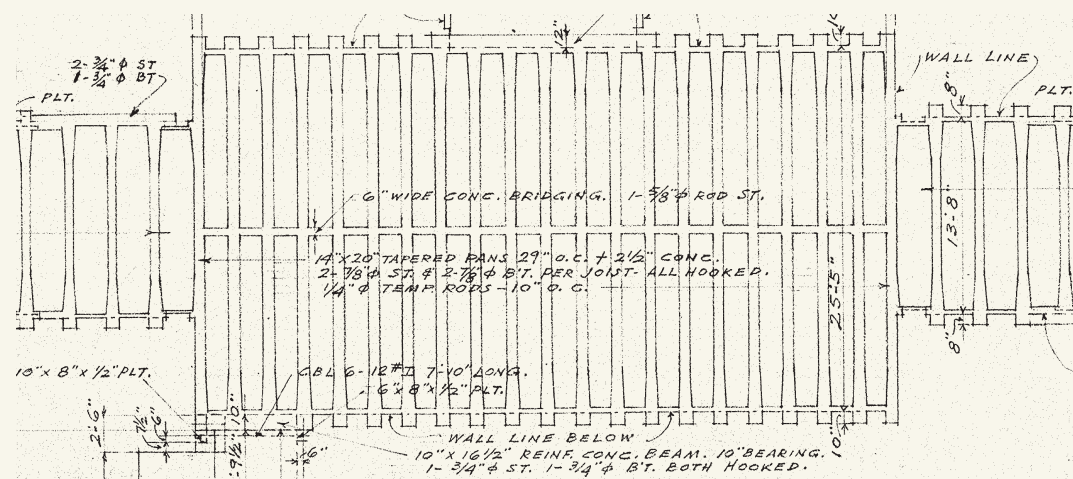 12"
10"
2-3/4"ϕ ST
1-3/4"ϕ BT
WALL LINE
PLT.
PLT.
8"
6" WIDE CONC. BRIDGING. 1-5/8"ϕ ROD ST.
13'-8"
14"x20" TAPERED PANS 29" O.C. + 2 1/2" CONC.
2-7/8"ϕ ST. & 2-7/8"ϕ B'T. PER JOIST-ALL HOOKED.
1/4"ϕ TEMP. RODS-10" O.C.
25'-5"
8"
10" x 8" x 1/2" PLT.
CBL 6-12# I 7'-10" LONG.
6" x 8" x 1/2" PLT.
2'-6"
7 1/2"
6"
10"
9 1/2"
6"
10"
WALL LINE BELOW
10" X 16 1/2" REINF. CONC. BEAM. 10" BEARING.
1-3/4"ϕ ST. 1-3/4"ϕ B'T. BOTH HOOKED.